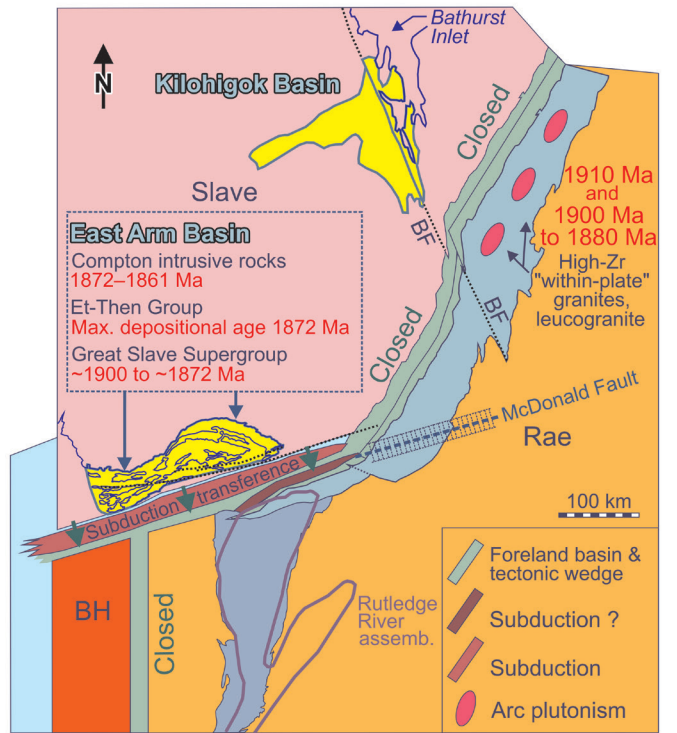 Bathurst
Inlet
N
Kilohigok Basin
Closed
Slave
1910 Ma
and
1900 Ma
to 1880 Ma
BF
East Arm Basin
Compton intrusive rocks
1872–1861 Ma
Et-Then Group
Max. depositional age 1872 Ma
Great Slave Supergroup
~1900 to ~1872 Ma
High-Zr
"within-plate"
granites,
leucogranite
BF
Closed
McDonald Fault
Rae
Subduction transference
100 km
BH
Closed
Rutledge
River
assemb.
Foreland basin &
tectonic wedge
Subduction ?
Subduction
Arc plutonism